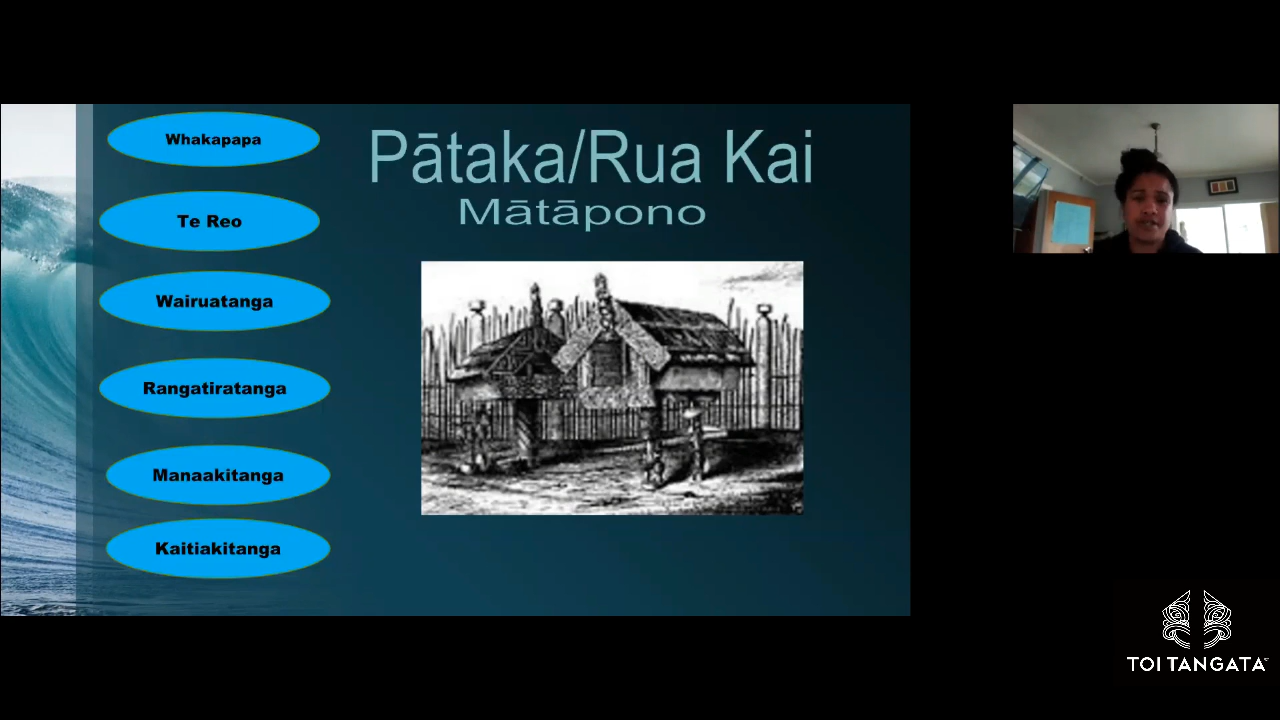 Pātaka/Rua Kai
Mātāpono
Whakapapa
Te Reo
Wairuatanga
Rangatiratanga
Manaakitanga
Kaitiakitanga
TOI TANGATA